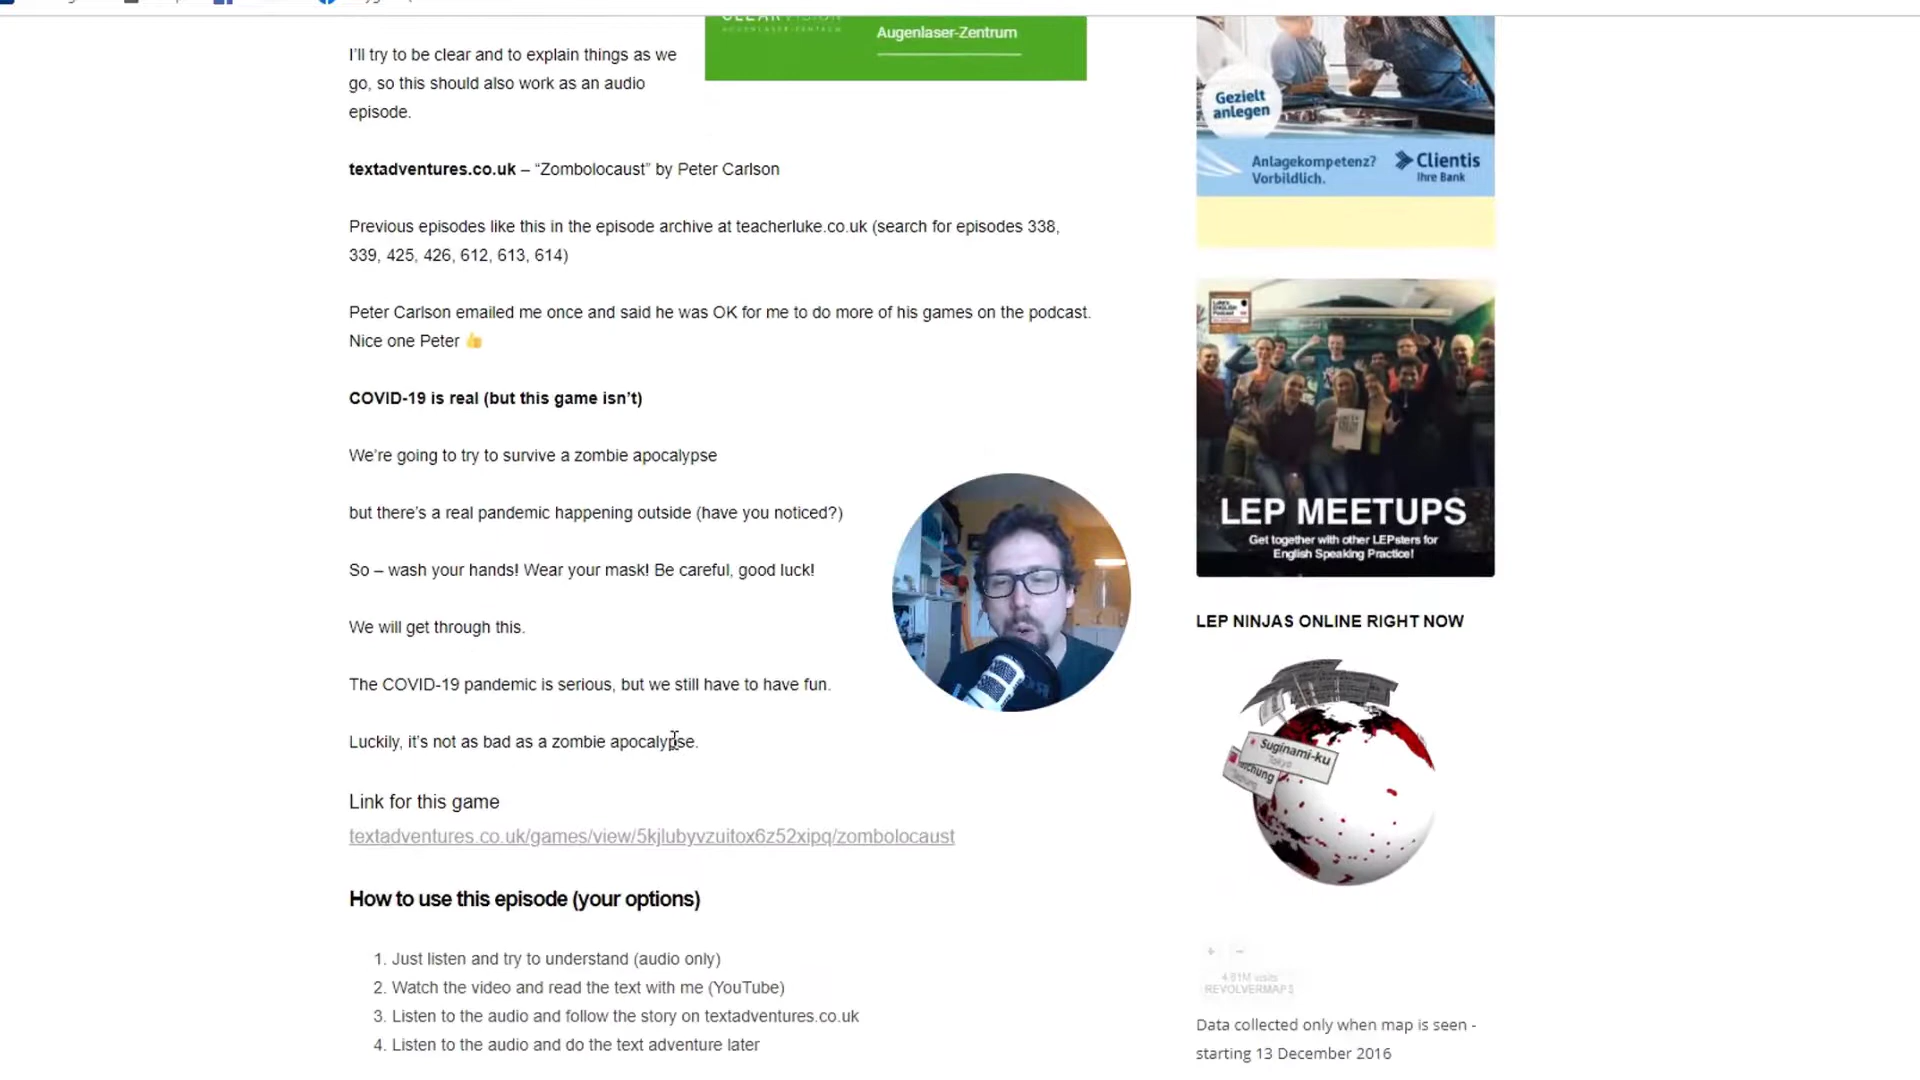 Augenlaser-Zentrum
I'll try to be clear and to explain things as we
go, so this should also work as an audio
episode.
textadventures.co.uk – “Zombolocaust” by Peter Carlson
Previous episodes like this in the episode archive at teacherluke.co.uk (search for episodes 338,
339, 425, 426, 612, 613, 614)
Peter Carlson emailed me once and said he was OK for me to do more of his games on the podcast.
Nice one Peter 👍
COVID-19 is real (but this game isn’t)
We’re going to try to survive a zombie apocalypse
but there’s a real pandemic happening outside (have you noticed?)
So – wash your hands! Wear your mask! Be careful, good luck!
We will get through this.
The COVID-19 pandemic is serious, but we still have to have fun.
Luckily, it’s not as bad as a zombie apocalypse.
Link for this game
textadventures.co.uk/games/view/5kjlubyvzuitox6z52xipq/zombolocaust
How to use this episode (your options)
1. Just listen and try to understand (audio only)
2. Watch the video and read the text with me (YouTube)
3. Listen to the audio and follow the story on textadventures.co.uk
4. Listen to the audio and do the text adventure later
Gezielt
anlegen
Anlagekompetenz?
Vorbildlich.
Clientis
Ihre Bank
LEP MEETUPS
Get together with other LEPsters for
English Speaking Practice!
LEP NINJAS ONLINE RIGHT NOW
Suginami-ku
Tokyo
+ −
4.61M visits
REVOLVERMAPS
Data collected only when map is seen -
starting 13 December 2016